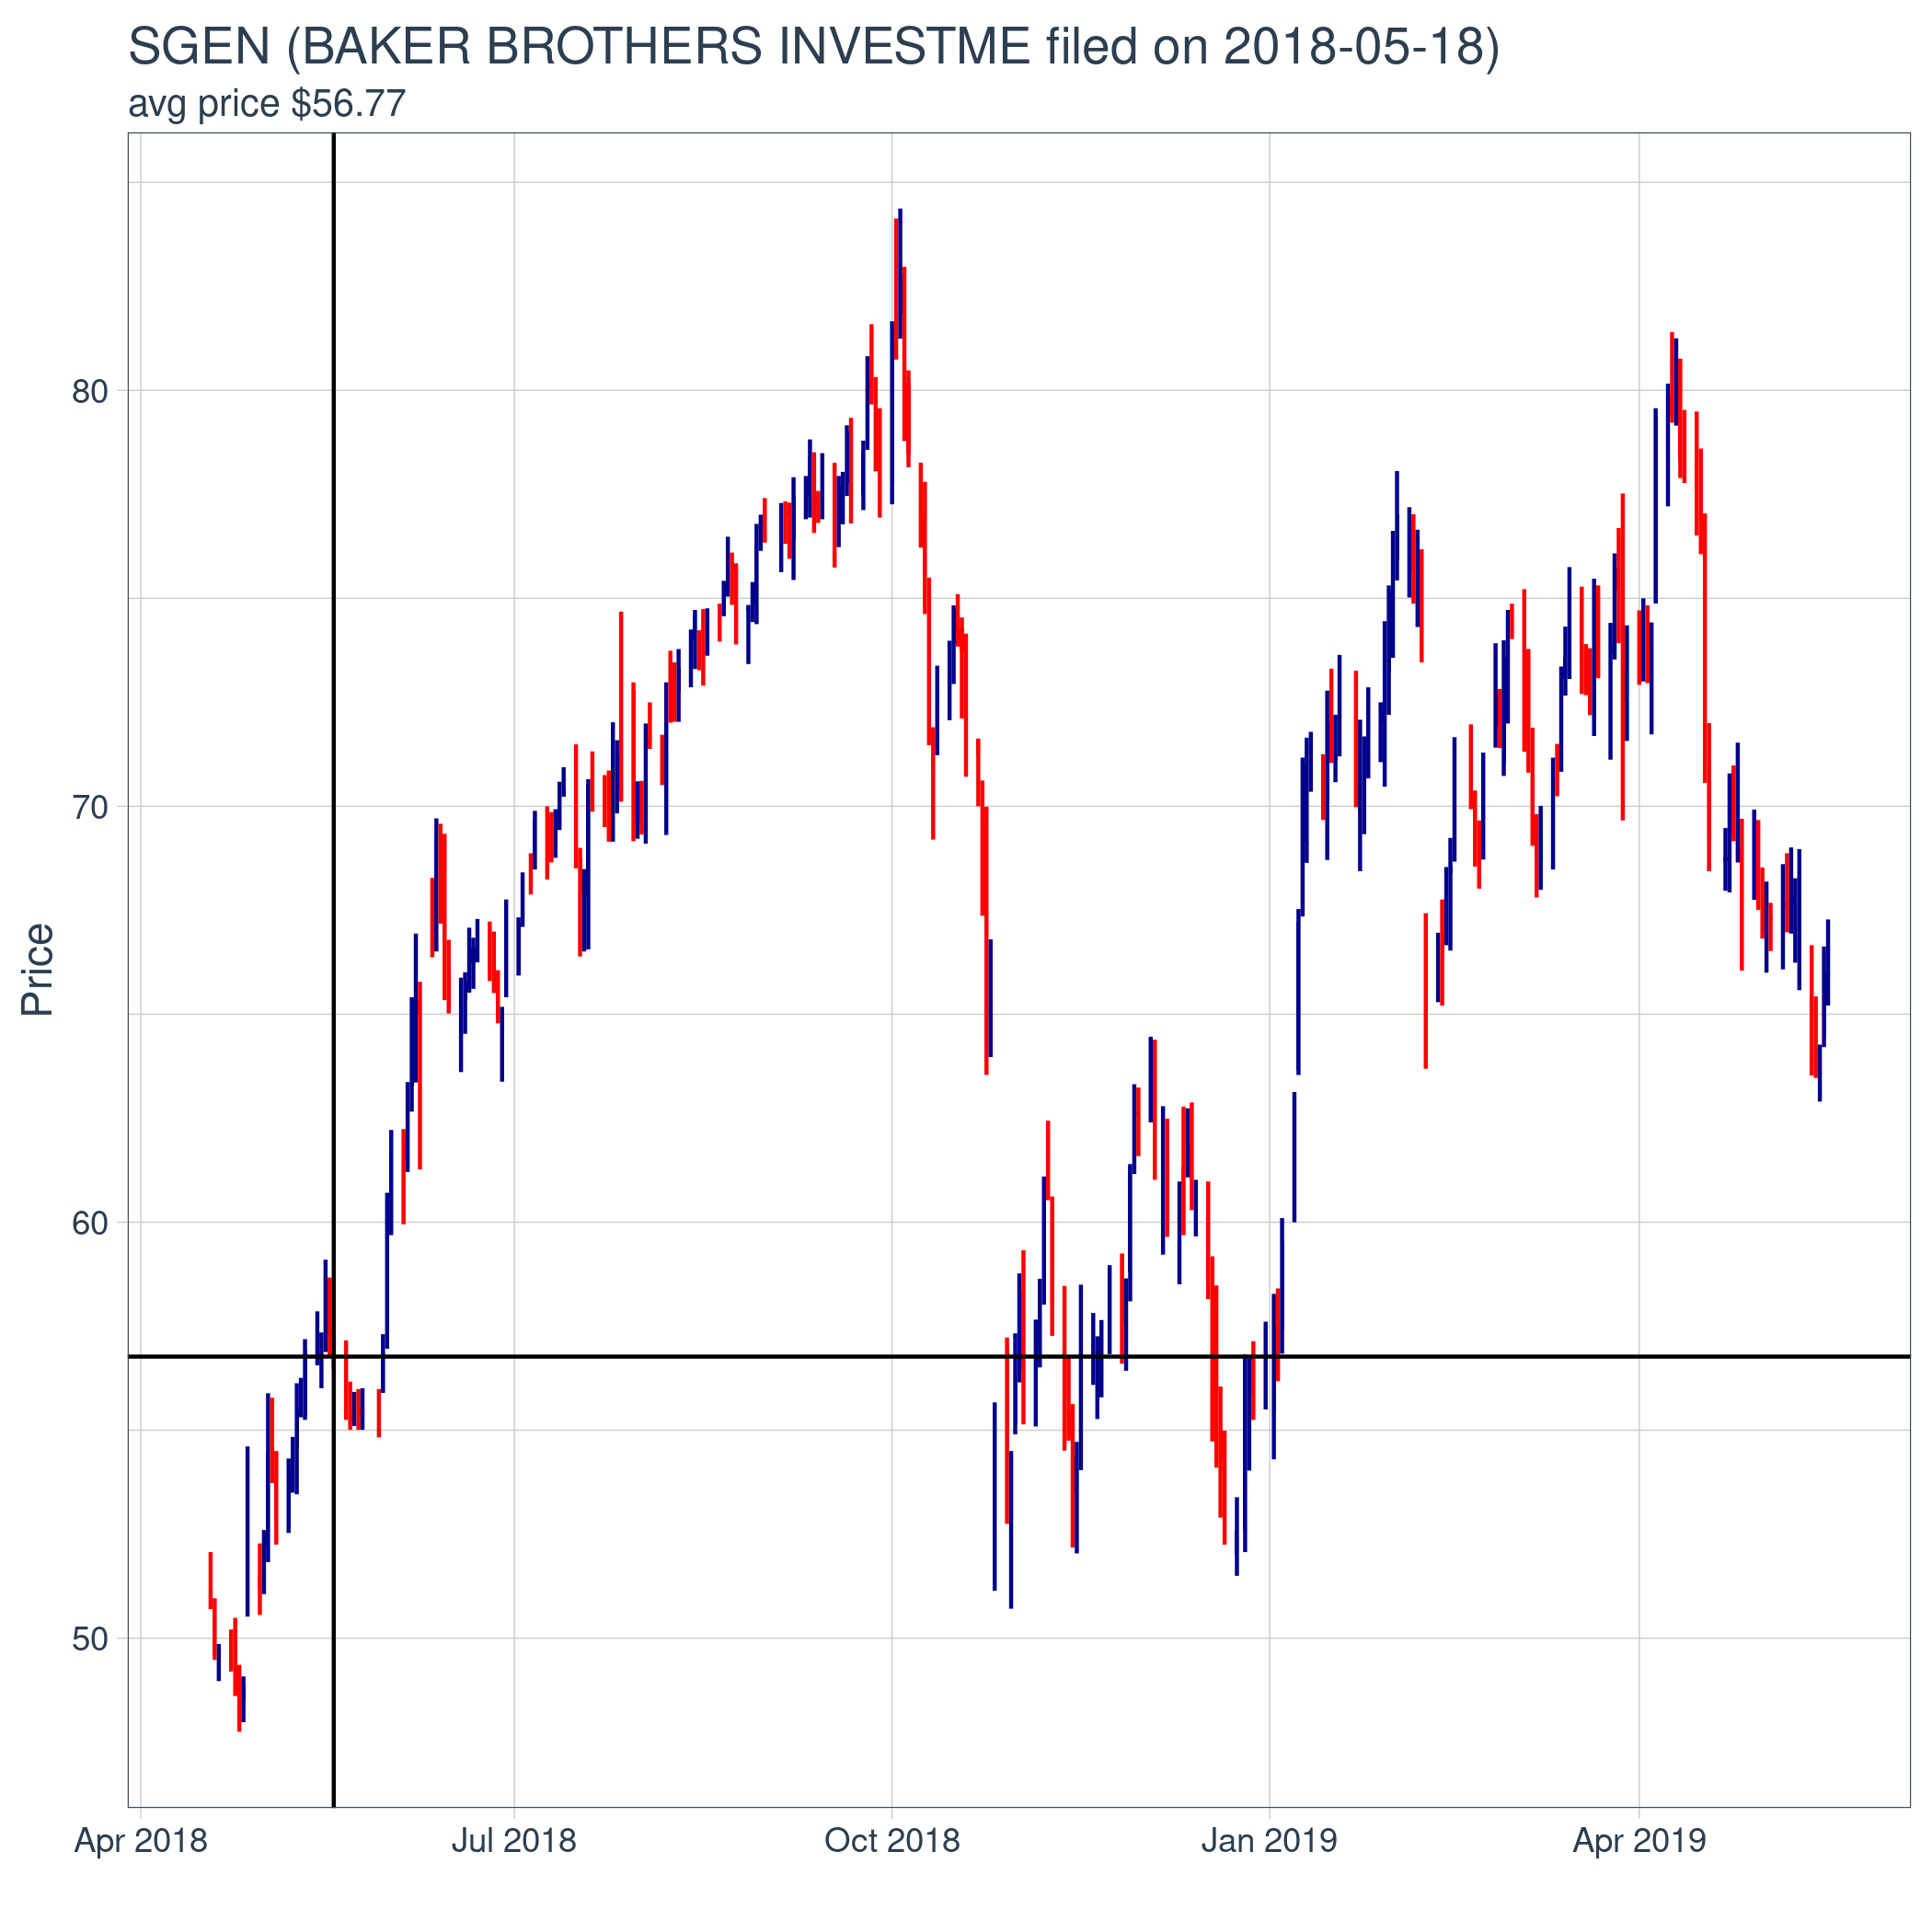 SGEN (BAKER BROTHERS INVESTME filed on 2018-05-18)
avg price $56.77
Price
80
70
60
50
Apr 2018
Jul 2018
Oct 2018
Jan 2019
Apr 2019